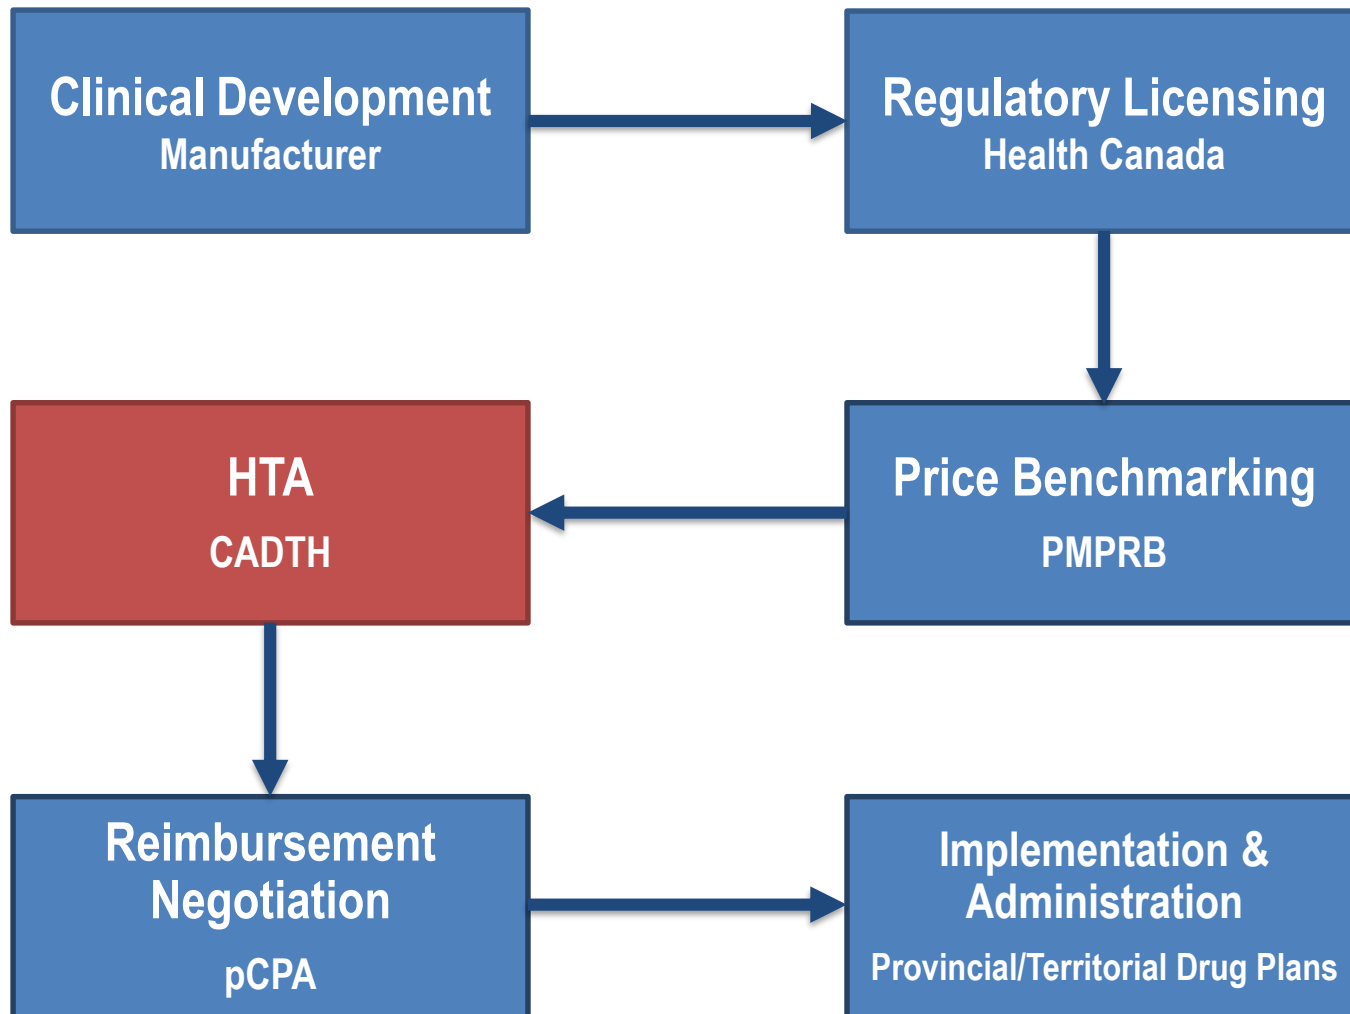 Clinical Development
Manufacturer
Regulatory Licensing
Health Canada
HTA
CADTH
Price Benchmarking
PMPRB
Reimbursement
Negotiation
pCPA
Implementation &
Administration
Provincial/Territorial Drug Plans